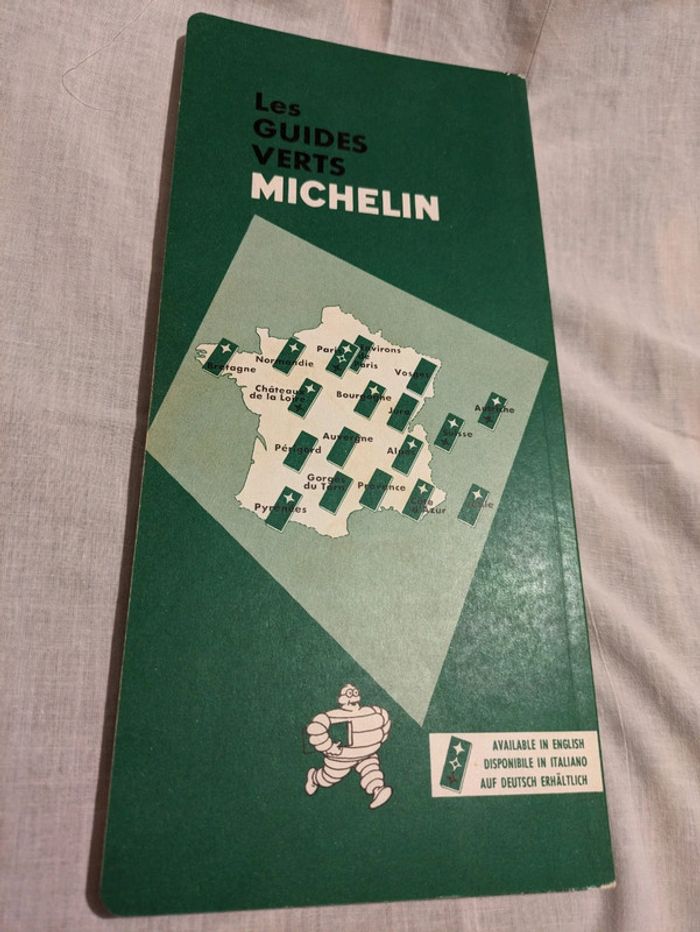 Les
GUIDES
VERTS
MICHELIN
Paris
Environs
de
Paris
Normandie
Bretagne
Vosges
Châteaux
de la Loire
Bourgogne
Jura
Autriche
Suisse
Auvergne
Périgord
Alpes
Gorges
du Tarn
Provence
Côte
d'Azur
Italie
Pyrénées
AVAILABLE IN ENGLISH
DISPONIBILE IN ITALIANO
AUF DEUTSCH ERHÄLTLICH